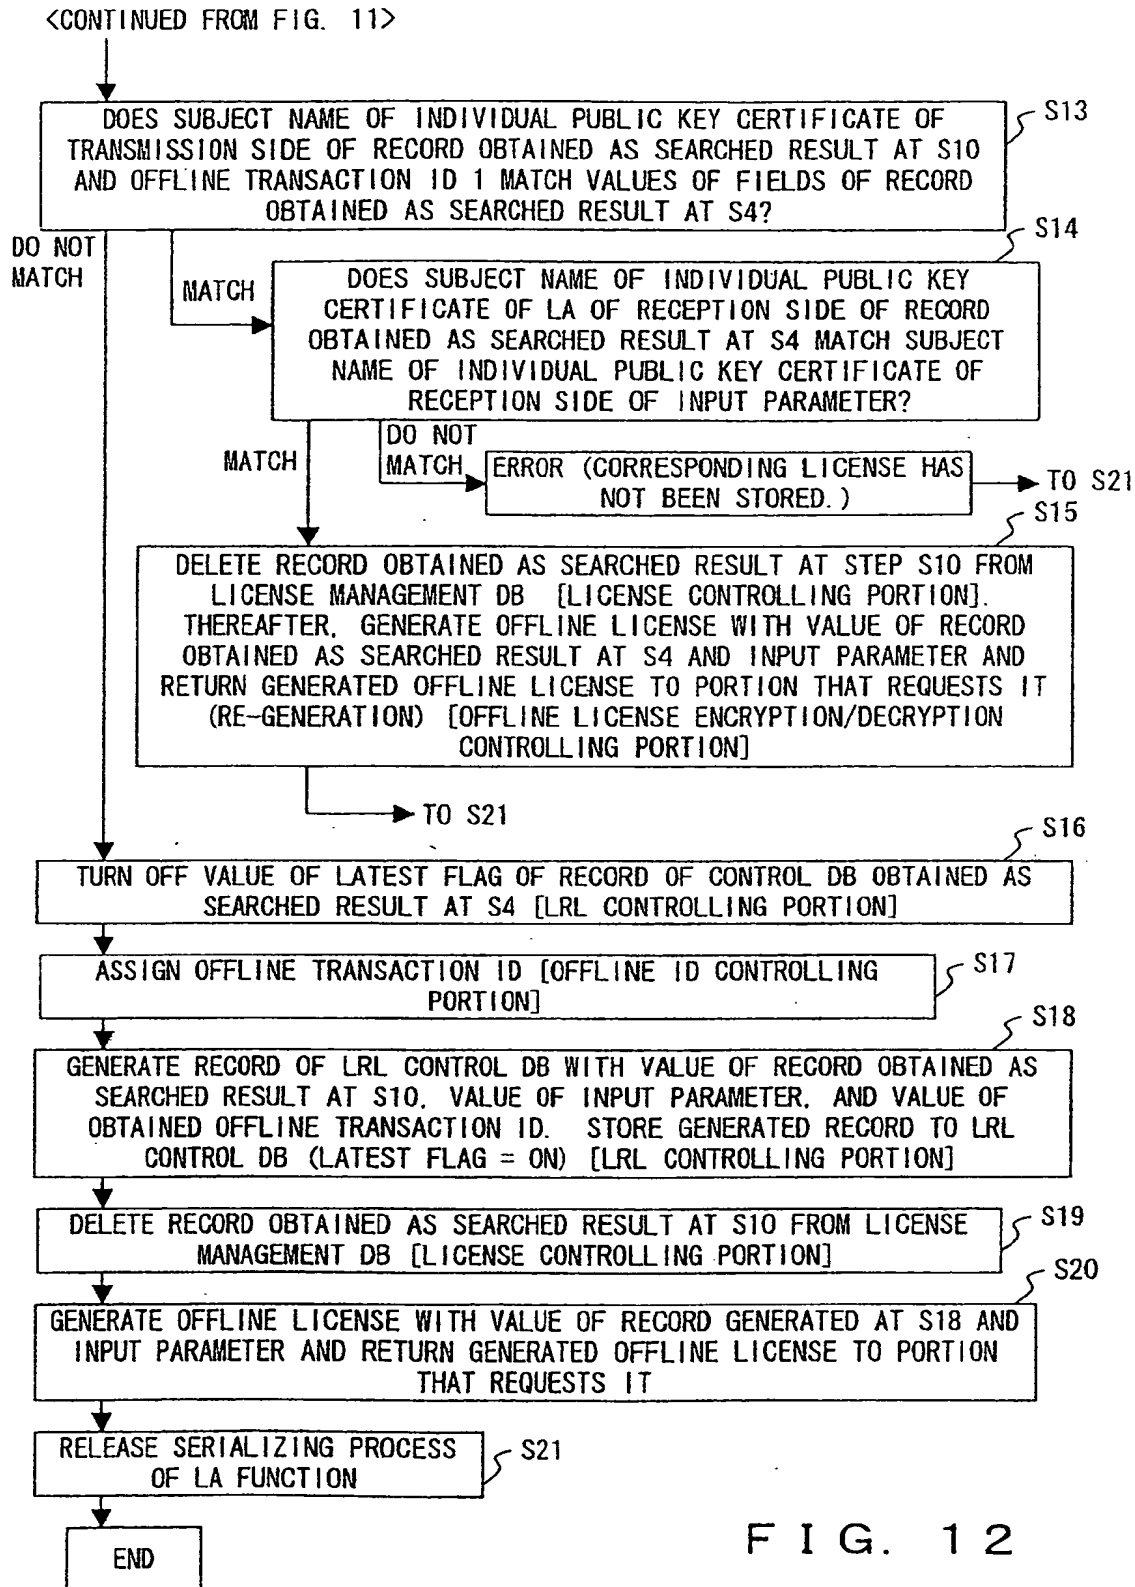 <CONTINUED FROM FIG. 11>
DOES SUBJECT NAME OF INDIVIDUAL PUBLIC KEY CERTIFICATE OF
TRANSMISSION SIDE OF RECORD OBTAINED AS SEARCHED RESULT AT S10
AND OFFLINE TRANSACTION ID 1 MATCH VALUES OF FIELDS OF RECORD
OBTAINED AS SEARCHED RESULT AT S4?
S13
DO NOT
MATCH
MATCH
S14
DOES SUBJECT NAME OF INDIVIDUAL PUBLIC KEY
CERTIFICATE OF LA OF RECEPTION SIDE OF RECORD
OBTAINED AS SEARCHED RESULT AT S4 MATCH SUBJECT
NAME OF INDIVIDUAL PUBLIC KEY CERTIFICATE OF
RECEPTION SIDE OF INPUT PARAMETER?
MATCH
DO NOT
MATCH
ERROR (CORRESPONDING LICENSE HAS
NOT BEEN STORED.)
TO S21
S15
DELETE RECORD OBTAINED AS SEARCHED RESULT AT STEP S10 FROM
LICENSE MANAGEMENT DB [LICENSE CONTROLLING PORTION].
THEREAFTER, GENERATE OFFLINE LICENSE WITH VALUE OF RECORD
OBTAINED AS SEARCHED RESULT AT S4 AND INPUT PARAMETER AND
RETURN GENERATED OFFLINE LICENSE TO PORTION THAT REQUESTS IT
(RE-GENERATION) [OFFLINE LICENSE ENCRYPTION/DECRYPTION
CONTROLLING PORTION]
TO S21
S16
TURN OFF VALUE OF LATEST FLAG OF RECORD OF CONTROL DB OBTAINED AS
SEARCHED RESULT AT S4 [LRL CONTROLLING PORTION]
ASSIGN OFFLINE TRANSACTION ID [OFFLINE ID CONTROLLING
PORTION]
S17
S18
GENERATE RECORD OF LRL CONTROL DB WITH VALUE OF RECORD OBTAINED AS
SEARCHED RESULT AT S10, VALUE OF INPUT PARAMETER, AND VALUE OF
OBTAINED OFFLINE TRANSACTION ID. STORE GENERATED RECORD TO LRL
CONTROL DB (LATEST FLAG = ON) [LRL CONTROLLING PORTION]
DELETE RECORD OBTAINED AS SEARCHED RESULT AT S10 FROM LICENSE
MANAGEMENT DB [LICENSE CONTROLLING PORTION]
S19
S20
GENERATE OFFLINE LICENSE WITH VALUE OF RECORD GENERATED AT S18 AND
INPUT PARAMETER AND RETURN GENERATED OFFLINE LICENSE TO PORTION
THAT REQUESTS IT
RELEASE SERIALIZING PROCESS
OF LA FUNCTION
S21
END
FIG. 12